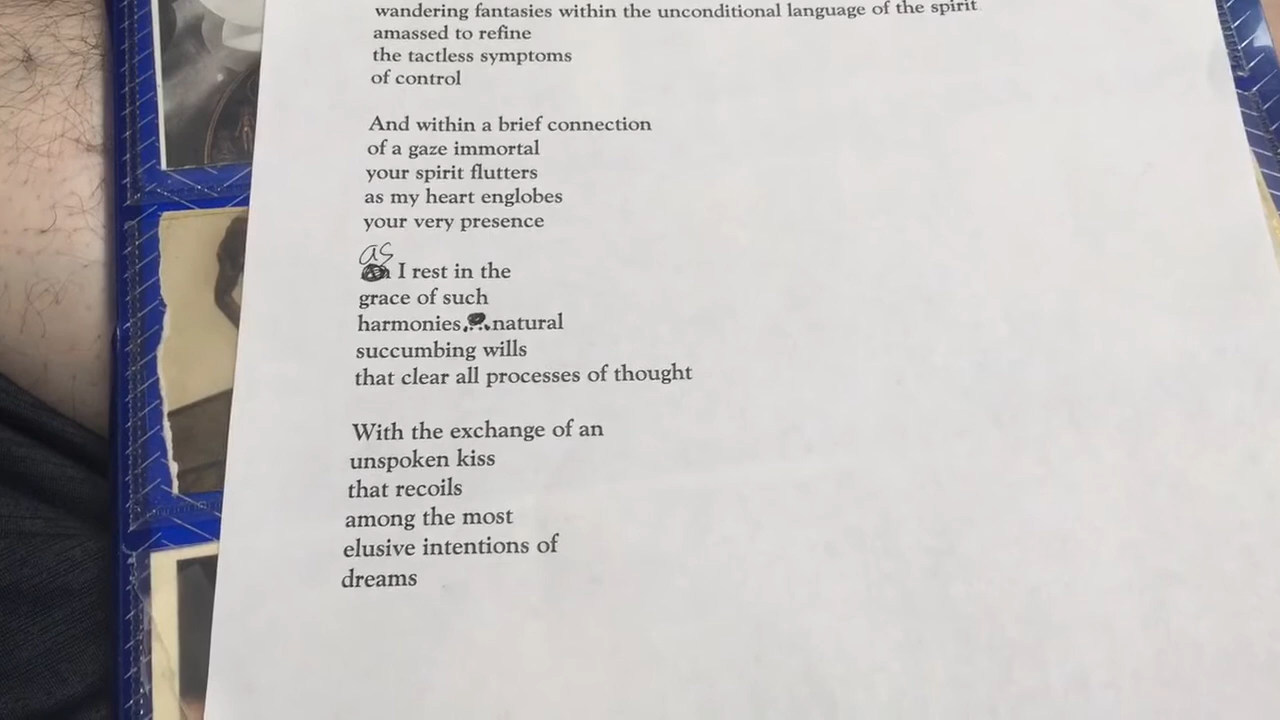 wandering fantasies within the unconditional language of the spirit
amassed to refine
the tactless symptoms
of control
And within a brief connection
of a gaze immortal
your spirit flutters
as my heart englobes
your very presence
as
I rest in the
grace of such
harmonies, natural
succumbing wills
that clear all processes of thought
With the exchange of an
unspoken kiss
that recoils
among the most
elusive intentions of
dreams